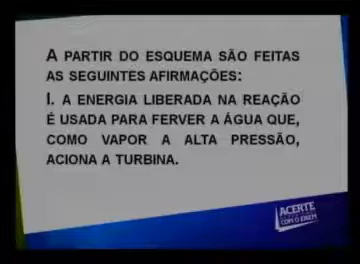 A PARTIR DO ESQUEMA SÃO FEITAS
AS SEGUINTES AFIRMAÇÕES:
I. A ENERGIA LIBERADA NA REAÇÃO
É USADA PARA FERVER A ÁGUA QUE,
COMO VAPOR A ALTA PRESSÃO,
ACIONA A TURBINA.
ACERTE
COM O ENEM